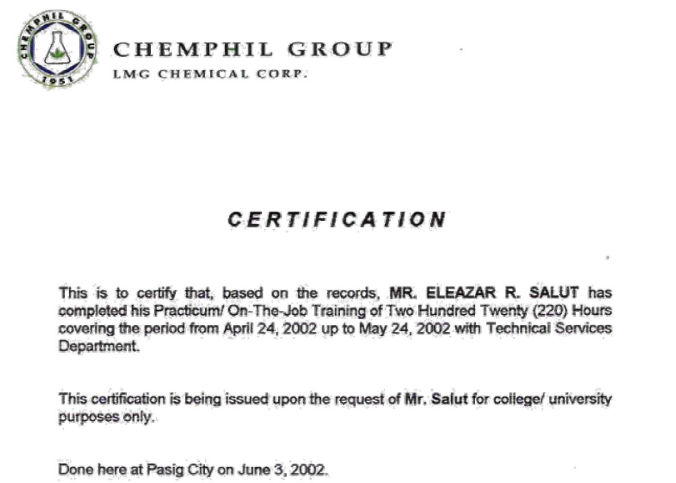 CHEMPHIL GROUP
1951
CHEMPHIL GROUP
LMG CHEMICAL CORP.
CERTIFICATION
This is to certify that, based on the records, MR. ELEAZAR R. SALUT has
completed his Practicum/ On-The-Job Training of Two Hundred Twenty (220) Hours
covering the period from April 24, 2002 up to May 24, 2002 with Technical Services
Department.
This certification is being issued upon the request of Mr. Salut for college/ university
purposes only.
Done here at Pasig City on June 3, 2002.